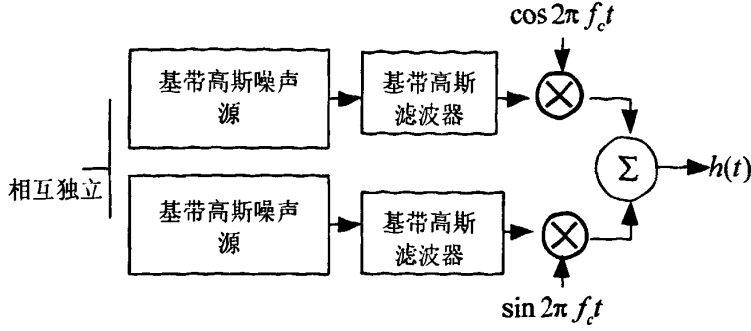 cos 2π f_c t
基带高斯噪声
源
基带高斯
滤波器
相互独立
Σ
h(t)
基带高斯噪声
源
基带高斯
滤波器
sin 2π f_c t